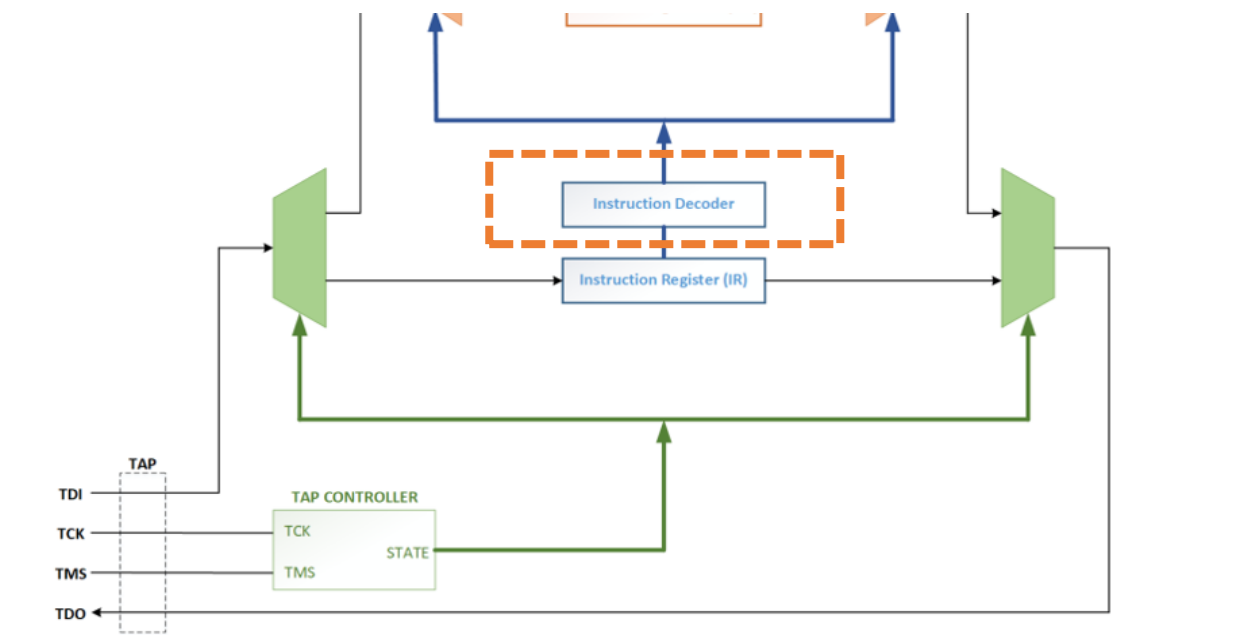 Instruction Decoder
Instruction Register (IR)
TAP
TDI
TAP CONTROLLER
TCK
TCK
STATE
TMS
TMS
TDO